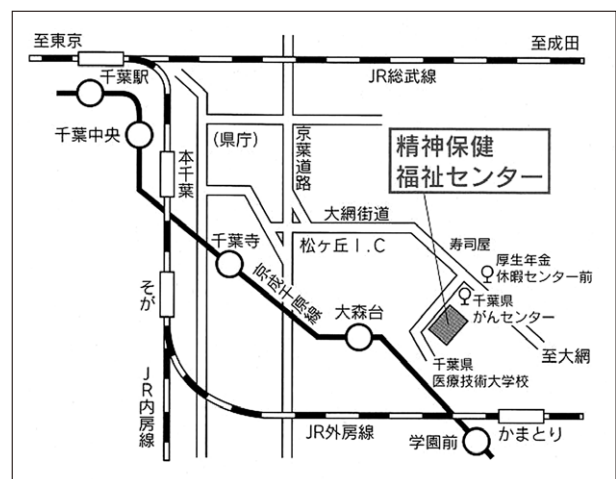 至東京
至成田
千葉駅
JR総武線
千葉中央
(県庁)
京葉道路
本千葉
精神保健
福祉センター
大網街道
千葉寺
松ヶ丘I.C
寿司屋
厚生年金
休暇センター前
そが
京成千原線
大森台
千葉県
がんセンター
千葉県
医療技術大学校
至大網
JR内房線
JR外房線
かまとり
学園前